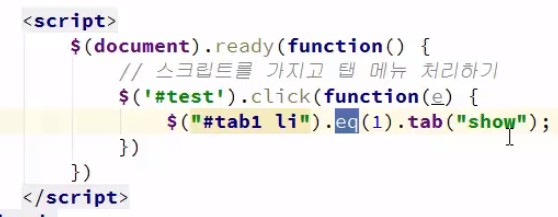 <script>
$(document).ready(function() {
// 스크립트를 가지고 탭 메뉴 처리하기
$('#test').click(function(e) {
$("#tab1 li").eq(1).tab("show");
})
})
</script>